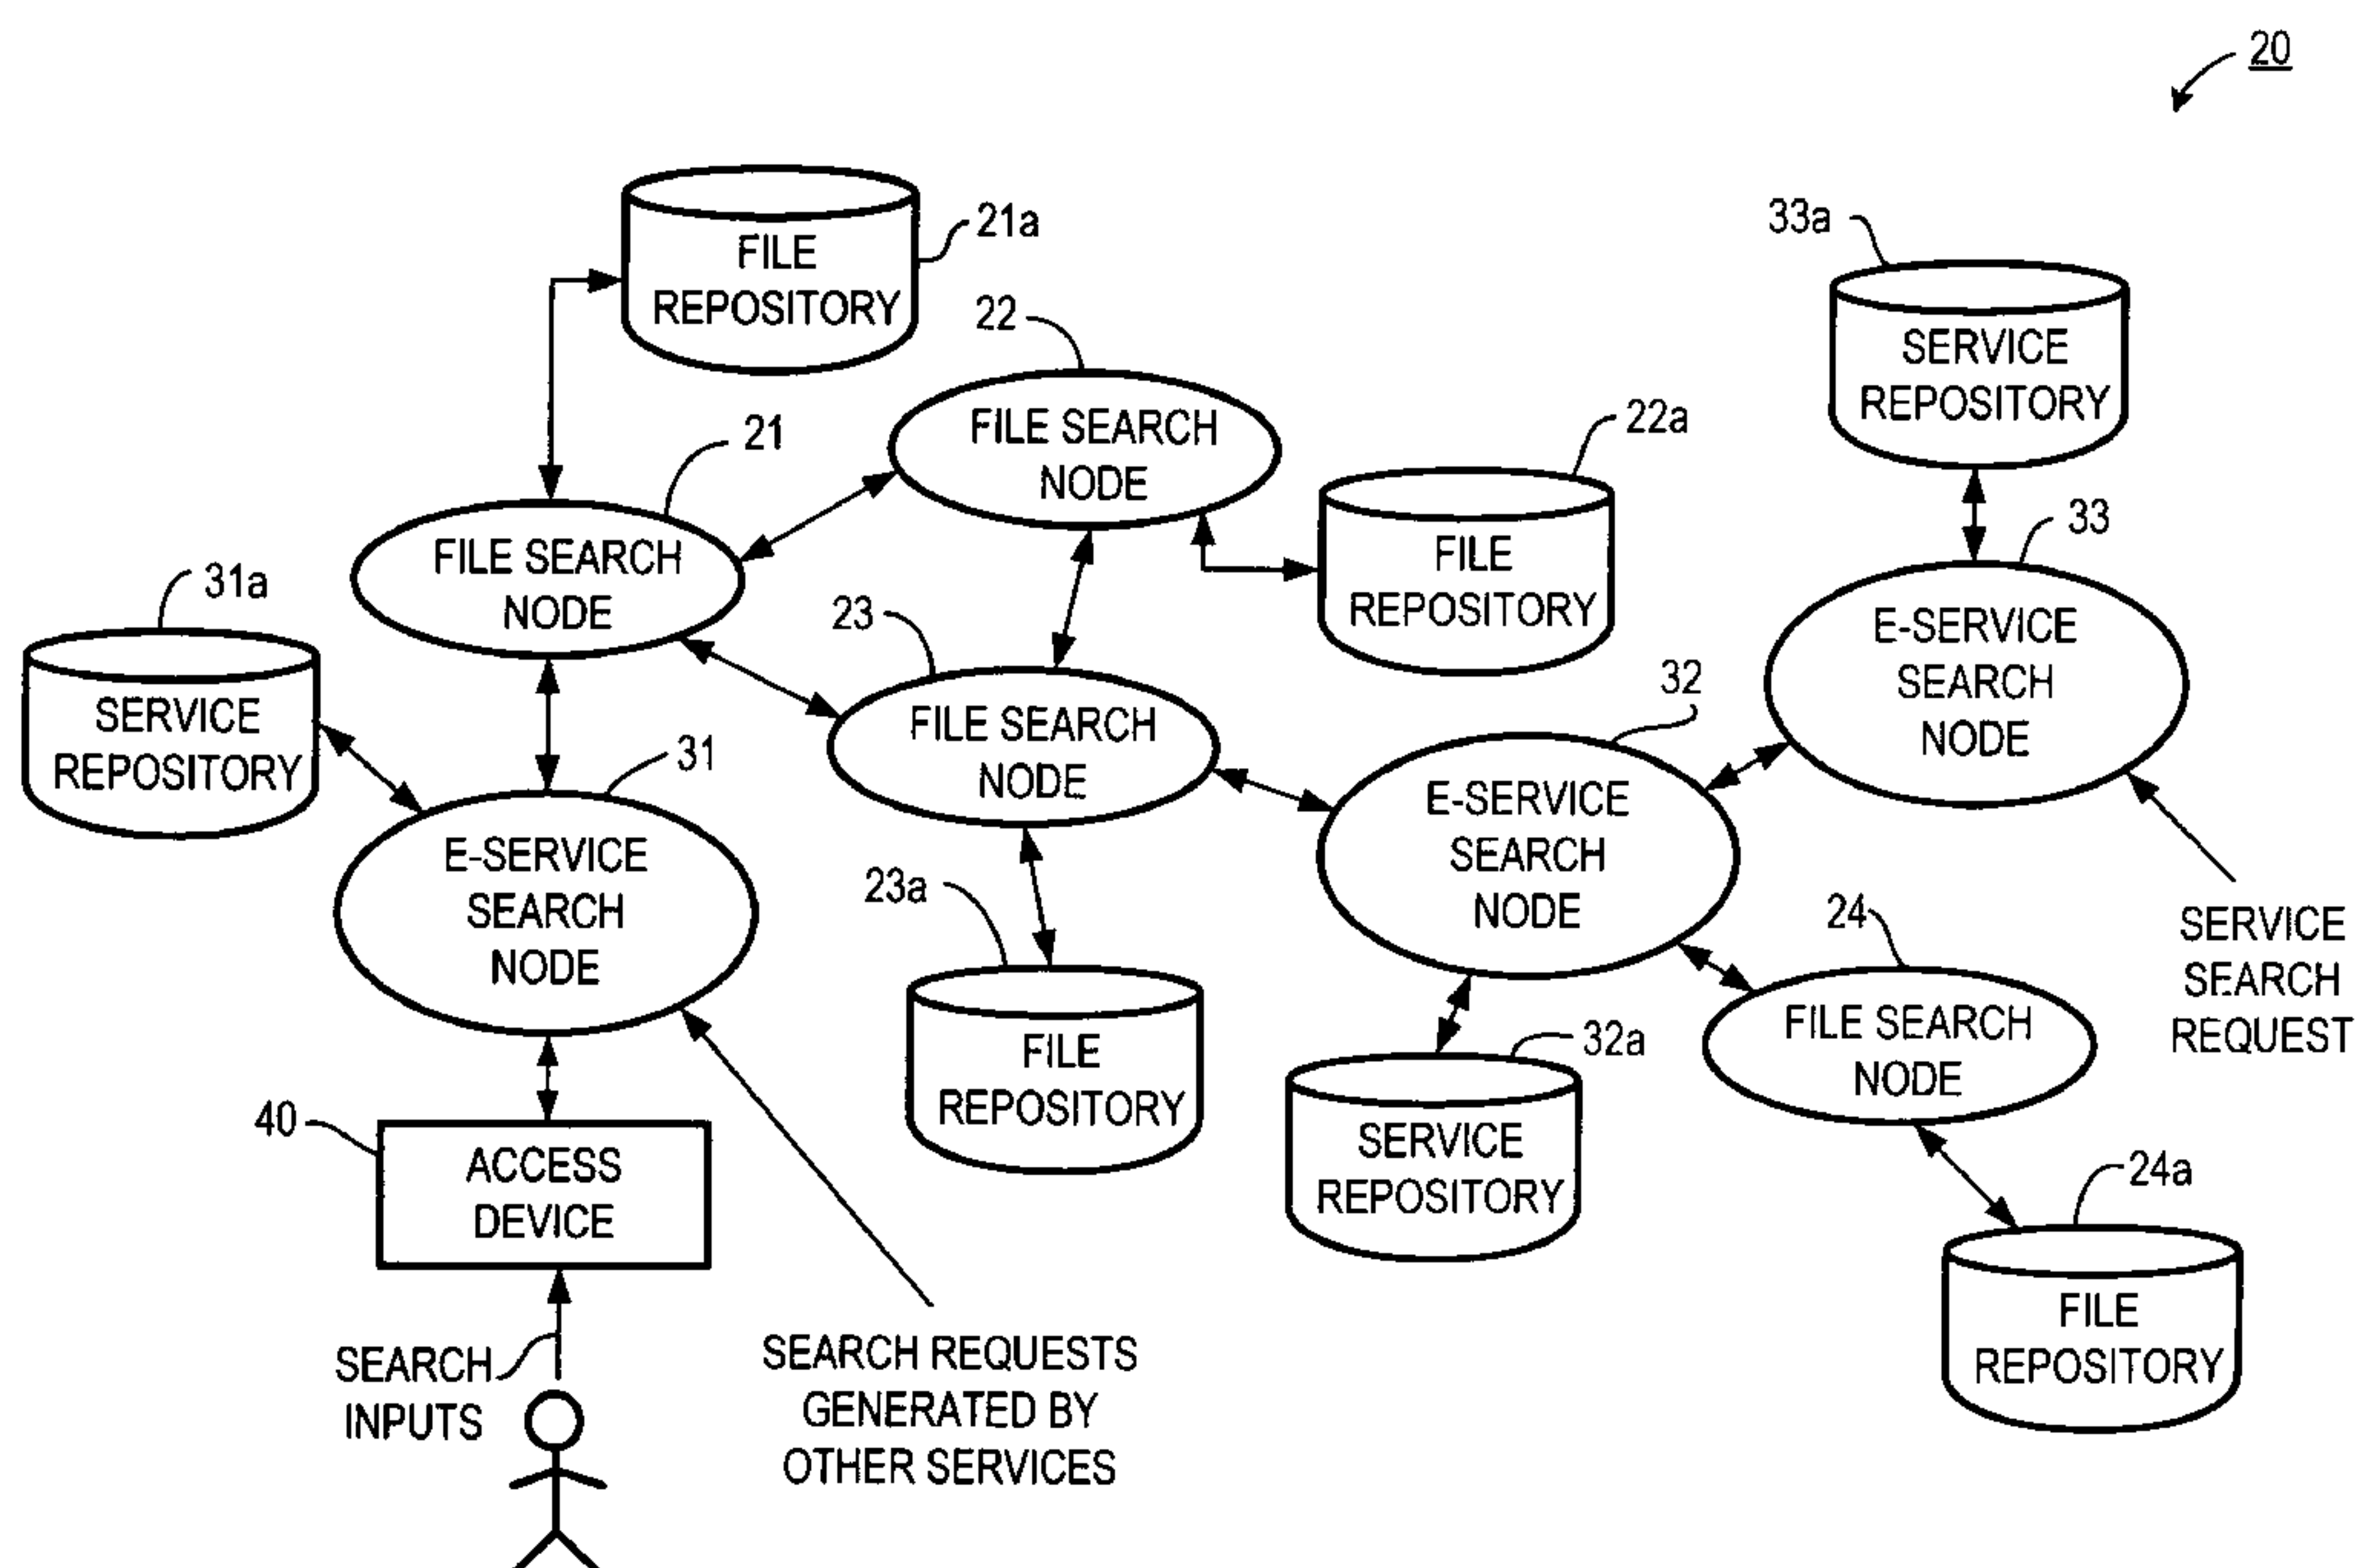 20
FILE
REPOSITORY
21a
33a
22
SERVICE
REPOSITORY
FILE SEARCH
NODE
22a
21
FILE
REPOSITORY
33
FILE SEARCH
NODE
31a
23
E-SERVICE
SEARCH
NODE
32
SERVICE
REPOSITORY
FILE SEARCH
NODE
31
E-SERVICE
SEARCH
NODE
E-SERVICE
SEARCH
NODE
23a
24
SERVICE
SEARCH
REQUEST
FILE SEARCH
NODE
FILE
REPOSITORY
32a
40
ACCESS
DEVICE
SERVICE
REPOSITORY
24a
FILE
REPOSITORY
SEARCH
INPUTS
SEARCH REQUESTS
GENERATED BY
OTHER SERVICES